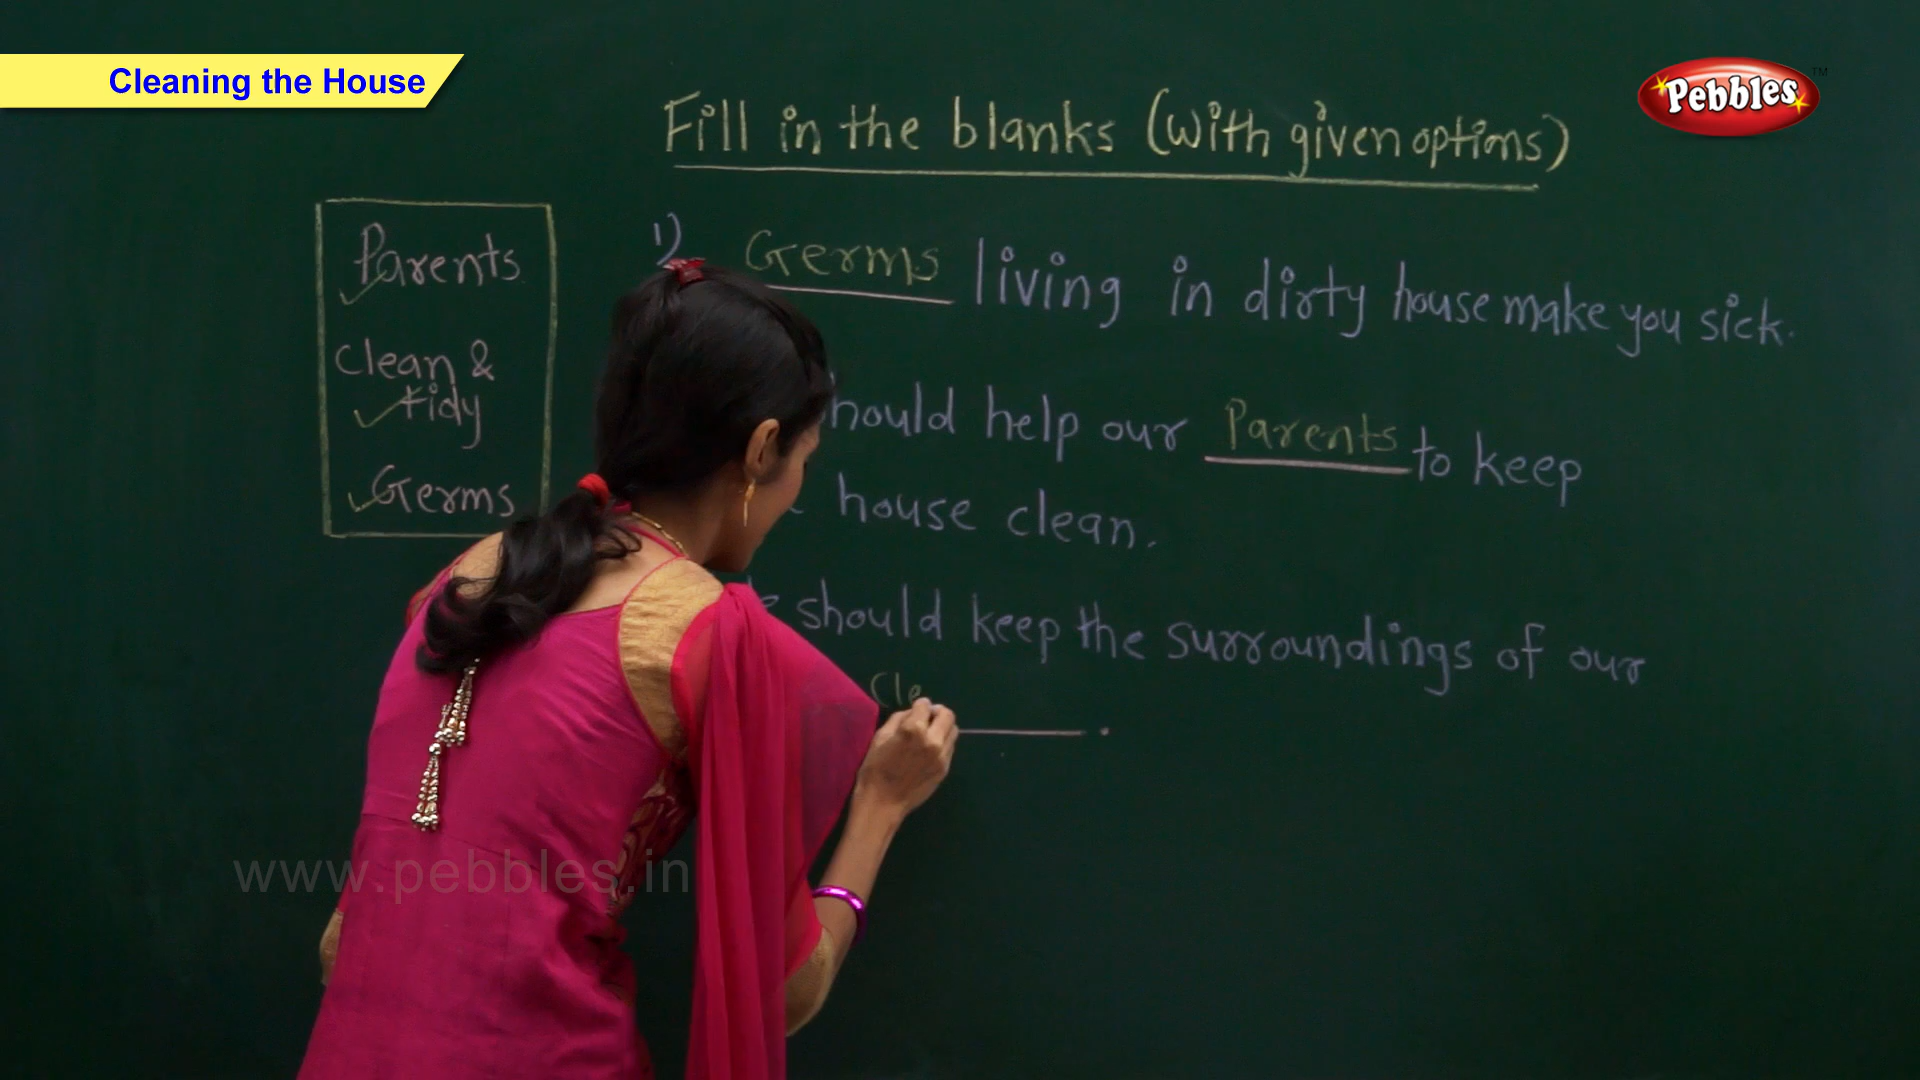 Cleaning the House
Pebbles TM
Fill in the blanks (with given options)
Parents
Clean &
tidy
Germs
1) Germs living in dirty house make you sick.
should help our Parents to keep
house clean.
should keep the surroundings of our
Cle
www.pebbles.in